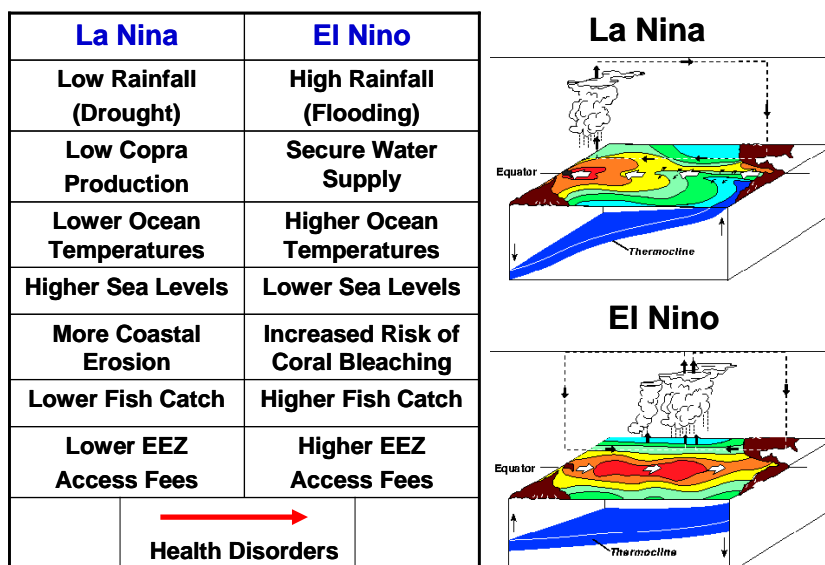 La Nina
El Nino
Low Rainfall
(Drought)
High Rainfall
(Flooding)
Low Copra
Production
Secure Water
Supply
Lower Ocean
Temperatures
Higher Ocean
Temperatures
Higher Sea Levels
Lower Sea Levels
More Coastal
Erosion
Increased Risk of
Coral Bleaching
Lower Fish Catch
Higher Fish Catch
Lower EEZ
Access Fees
Higher EEZ
Access Fees
Health Disorders
La Nina
Equator
Thermocline
El Nino
Equator
Thermocline